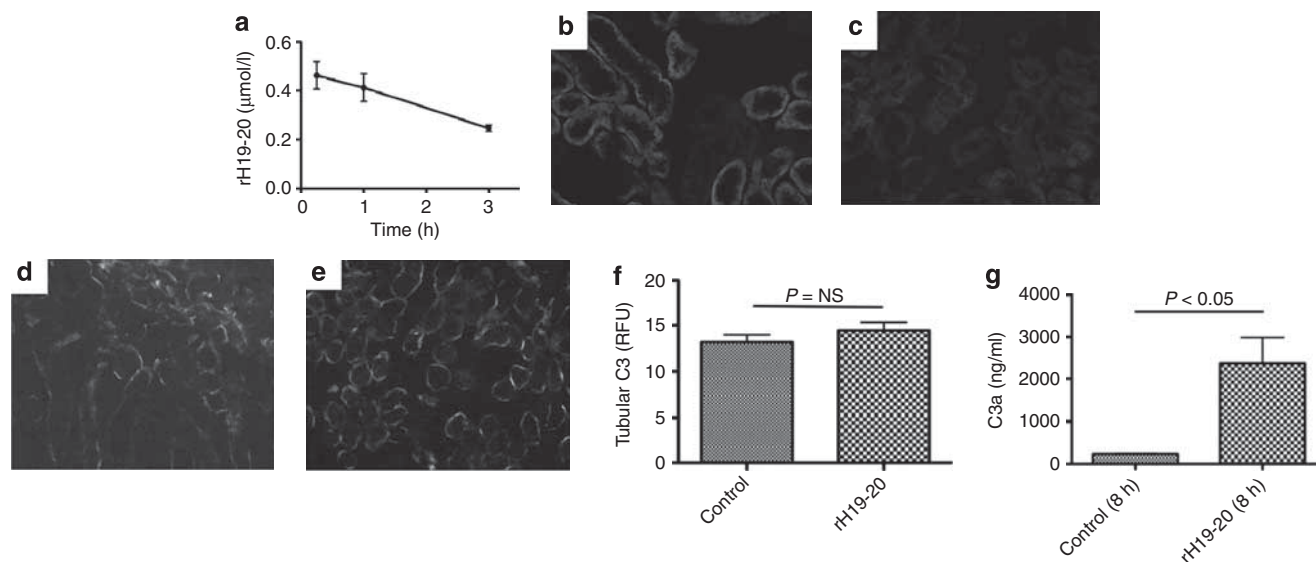 a
0.6
0.4
0.2
0.0
rH19-20 (μmol/l)
0 1 2 3
Time (h)
b
c
d
e
f
20
15
10
5
0
Tubular C3 (RFU)
P = NS
Control
rH19-20
g
4000
3000
2000
1000
0
C3a (ng/ml)
P < 0.05
Control (8 h)
rH19-20 (8 h)